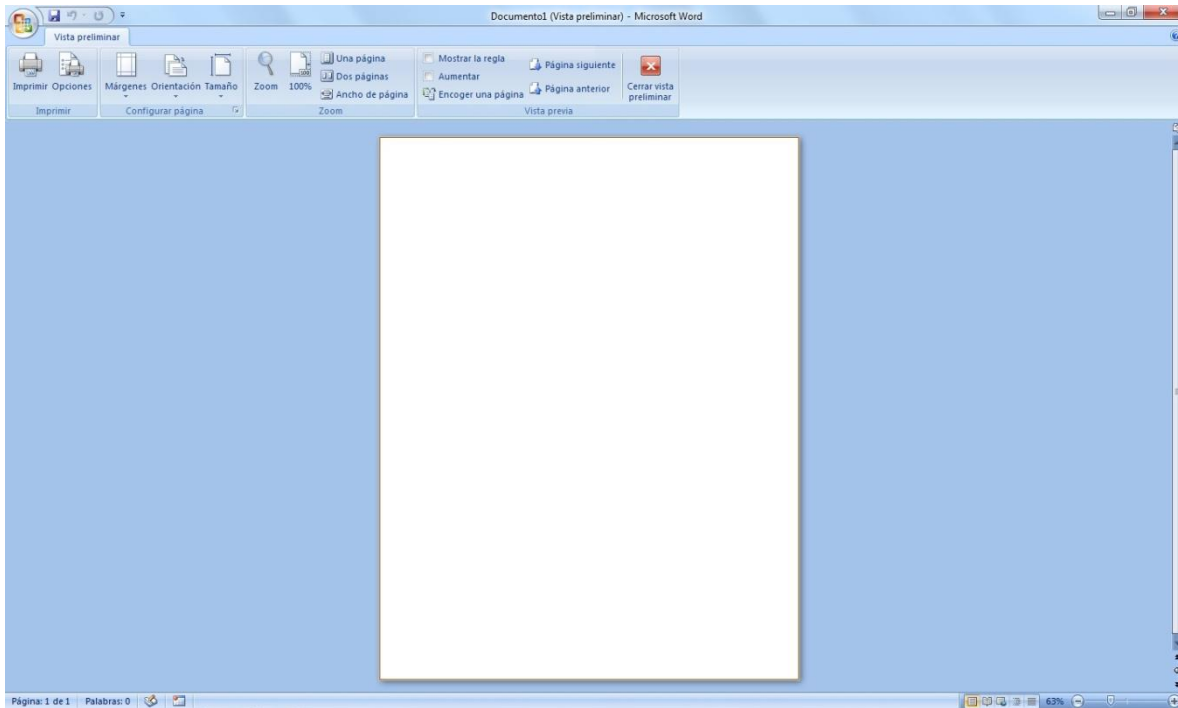 Documento1 (Vista preliminar) - Microsoft Word
Vista preliminar
Imprimir Opciones
Márgenes Orientación Tamaño
Zoom 100%
Una página
Dos páginas
Ancho de página
Mostrar la regla
Aumentar
Encoger una página
Página siguiente
Página anterior
Cerrar vista
preliminar
Imprimir
Configurar página
Zoom
Vista previa
Página: 1 de 1 Palabras: 0 63%